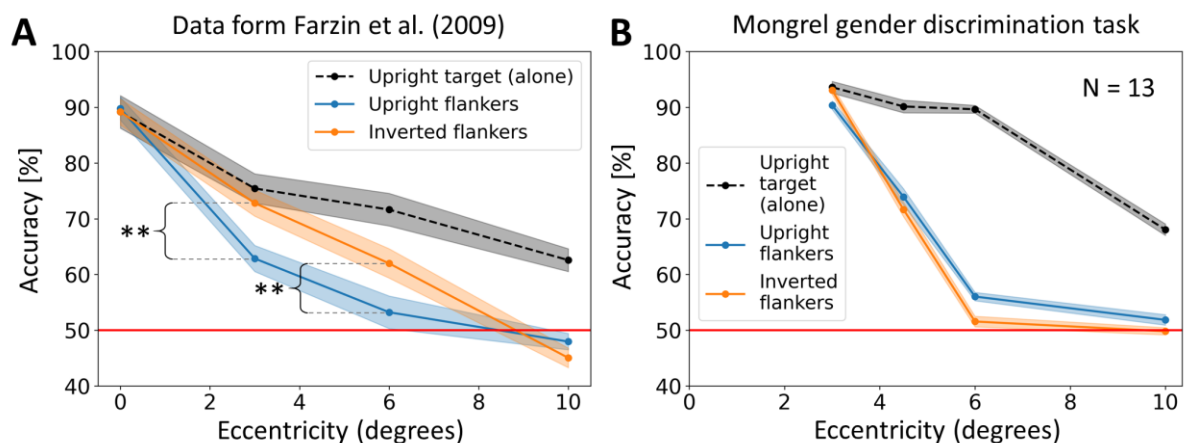 A
Data form Farzin et al. (2009)
100
90
80
70
60
50
40
Accuracy [%]
Upright target (alone)
Upright flankers
Inverted flankers
**
**
0
2
4
6
8
10
Eccentricity (degrees)
B
Mongrel gender discrimination task
100
90
80
70
60
50
40
Accuracy [%]
N = 13
Upright
target
(alone)
Upright
flankers
Inverted
flankers
0
2
4
6
8
10
Eccentricity (degrees)